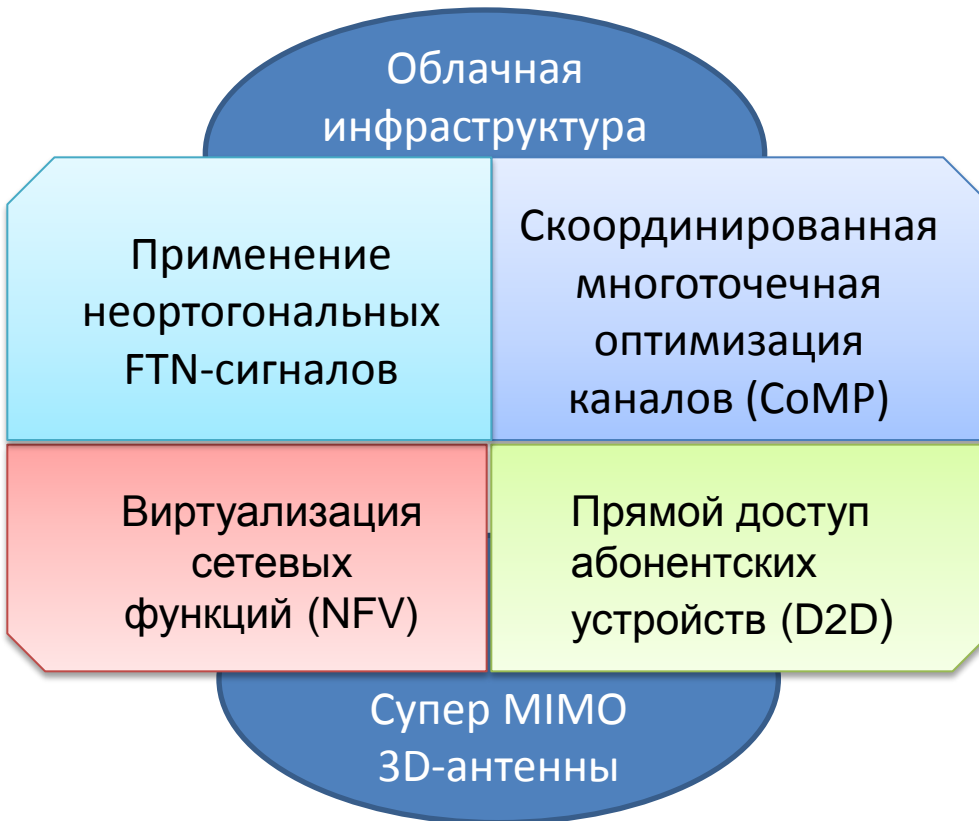 Облачная
инфраструктура
Применение
неортогональных
FTN-сигналов
Скоординированная
многоточечная
оптимизация
каналов (CoMP)
Виртуализация
сетевых
функций (NFV)
Прямой доступ
абонентских
устройств (D2D)
Супер MIMO
3D-антенны